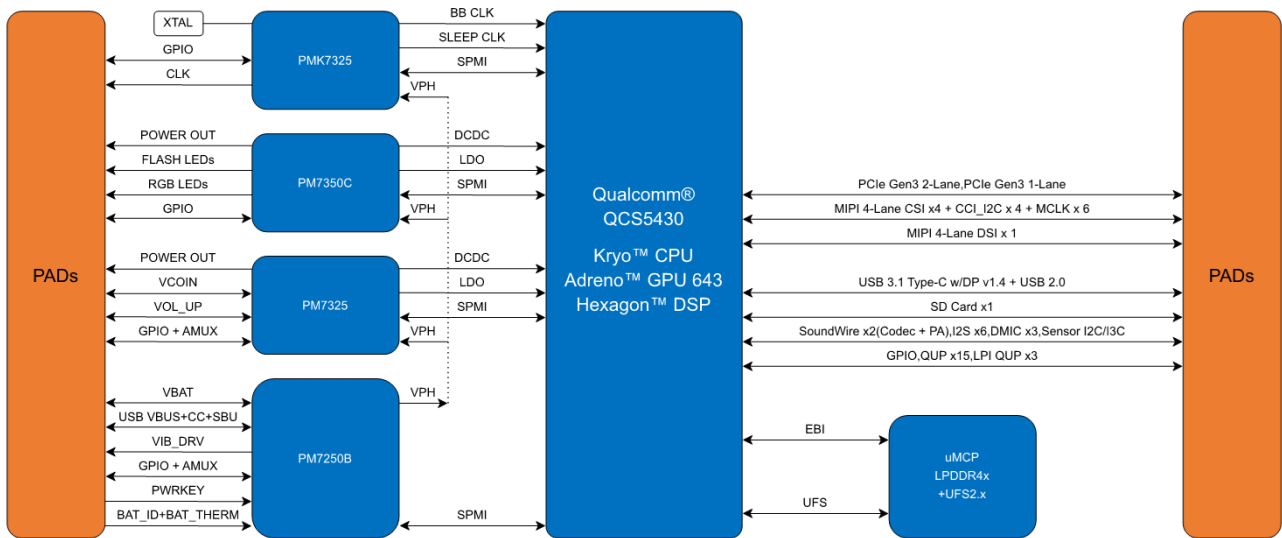 PADs
XTAL
GPIO
CLK
PMK7325
BB CLK
SLEEP CLK
SPMI
VPH
POWER OUT
FLASH LEDs
RGB LEDs
GPIO
PM7350C
DCDC
LDO
SPMI
VPH
POWER OUT
VCOIN
VOL_UP
GPIO + AMUX
PM7325
DCDC
LDO
SPMI
VPH
VBAT
USB VBUS+CC+SBU
VIB_DRV
GPIO + AMUX
PWRKEY
BAT_ID+BAT_THERM
PM7250B
VPH
SPMI
Qualcomm®
QCS5430
Kryo™ CPU
Adreno™ GPU 643
Hexagon™ DSP
PCIe Gen3 2-Lane,PCIe Gen3 1-Lane
MIPI 4-Lane CSI x4 + CCI_I2C x 4 + MCLK x 6
MIPI 4-Lane DSI x 1
USB 3.1 Type-C w/DP v1.4 + USB 2.0
SD Card x1
SoundWire x2(Codec + PA),I2S x6,DMIC x3,Sensor I2C/I3C
GPIO,QUP x15,LPI QUP x3
EBI
UFS
uMCP
LPDDR4x
+UFS2.x
PADs